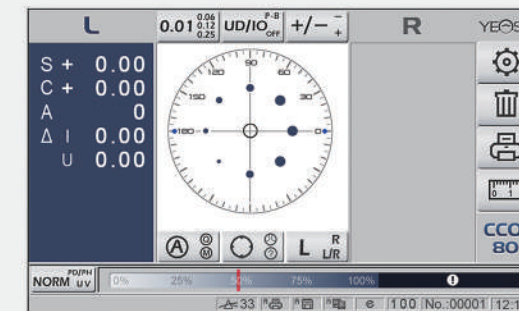 L
0.01 0.06 0.12 0.25
UD/IO P-B OFF
+/− − +
R
S + 0.00
C + 0.00
A 0
Δ I 0.00
U 0.00
90
120 60
150 30
180 0
A
M
?
L R L/R
0 1
CCO
80
NORM PD/PH UV
0% 25% 50% 75% 100%
33
e 100 No.:00001 12:1